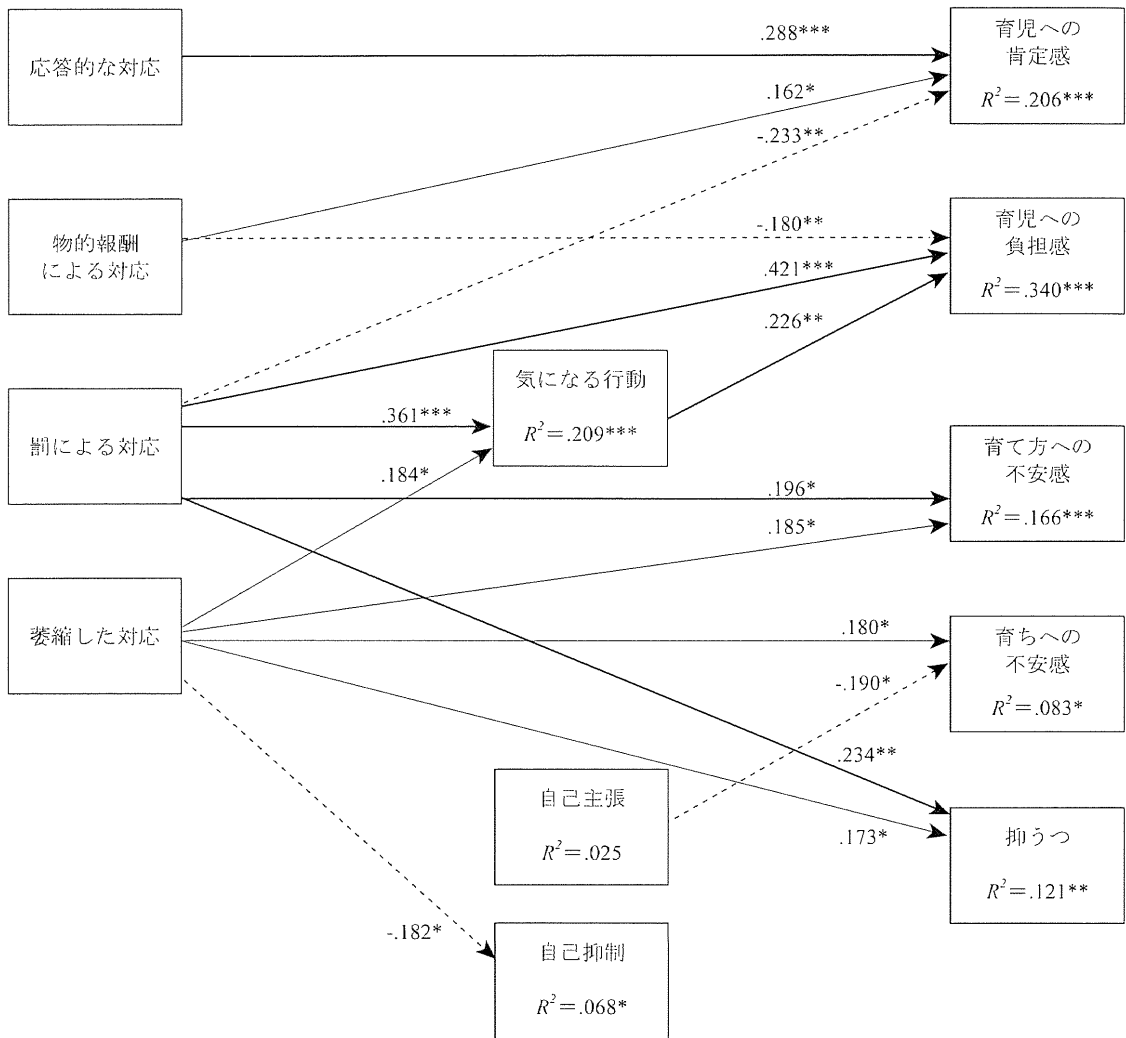 応答的な対応
.288***
育児への
肯定感
R²＝.206***
.162*
-.233**
物的報酬
による対応
-.180**
育児への
負担感
R²＝.340***
.421***
.226**
気になる行動
R²＝.209***
罰による対応
.361***
.184*
.196*
育て方への
不安感
R²＝.166***
.185*
萎縮した対応
.180*
育ちへの
不安感
R²＝.083*
-.190*
.234**
自己主張
R²＝.025
.173*
抑うつ
R²＝.121**
-.182*
自己抑制
R²＝.068*